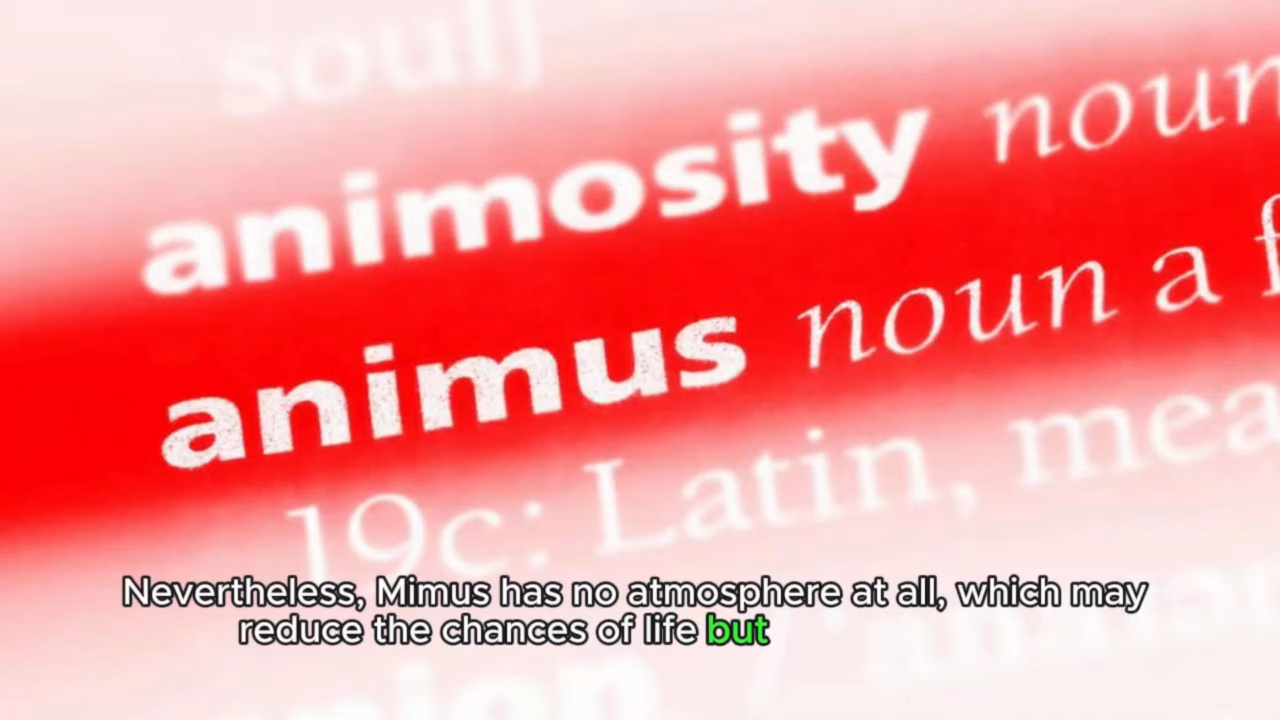 soul]
animosity noun
animus noun a f
19c: Latin, mea
Nevertheless, Mimus has no atmosphere at all, which may
reduce the chances of life but